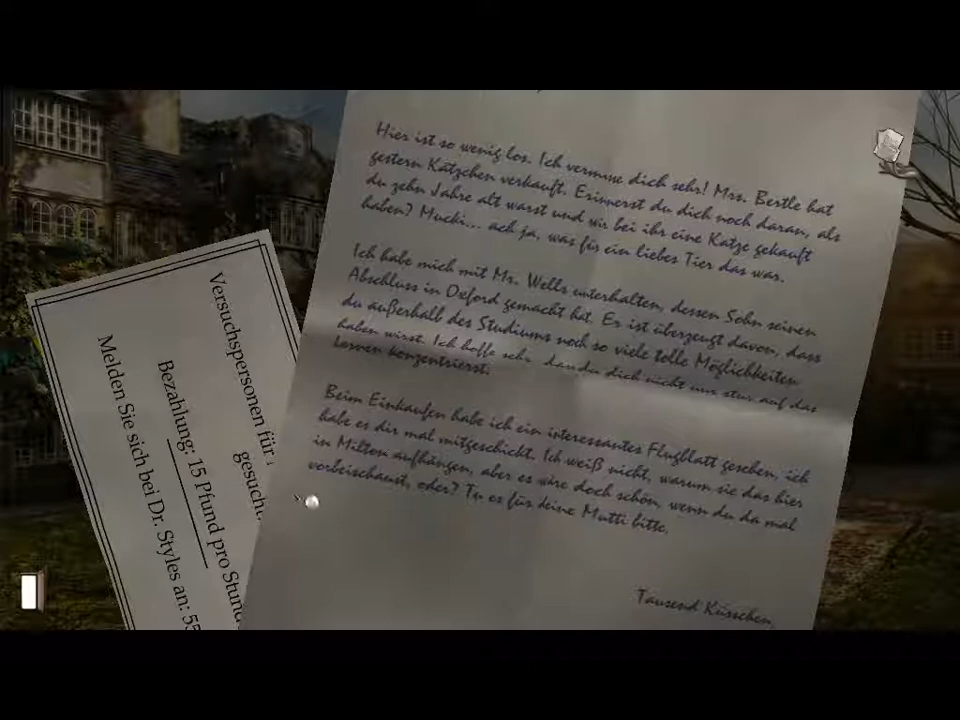 Hier ist so wenig los. Ich vermisse dich sehr! Mrs. Bertle hat
gestern Kätzchen verkauft. Erinnerst du dich noch daran, als
du zehn Jahre alt warst und wir bei ihr eine Katze gekauft
haben? Mucki... ach ja, was für ein liebes Tier das war.
Ich habe mich mit Mr. Wells unterhalten, dessen Sohn seinen
Abschluss in Oxford gemacht hat. Er ist überzeugt davon, dass
du außerhalb des Studiums noch so viele tolle Möglichkeiten
haben wirst. Ich hoffe sehr, dass du dich nicht nur stur auf das
Lernen konzentrierst.
Beim Einkaufen habe ich ein interessantes Flugblatt gesehen, ich
habe es dir mal mitgeschickt. Ich weiß nicht, warum sie das hier
in Milton aufhängen, aber es wäre doch schön, wenn du da mal
vorbeischaust, oder? Tu es für deine Mutti bitte.
Tausend Küsschen,
Versuchspersonen für
gesucht
Bezahlung: 15 Pfund pro Stund
Melden Sie sich bei Dr. Styles an: 55